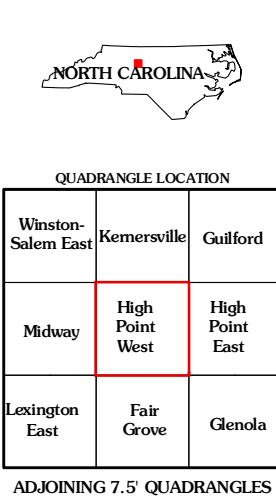 NORTH CAROLINA
QUADRANGLE LOCATION
Winston-
Salem East
Kernersville
Guilford
Midway
High
Point
West
High
Point
East
Lexington
East
Fair
Grove
Glenola
ADJOINING 7.5' QUADRANGLES